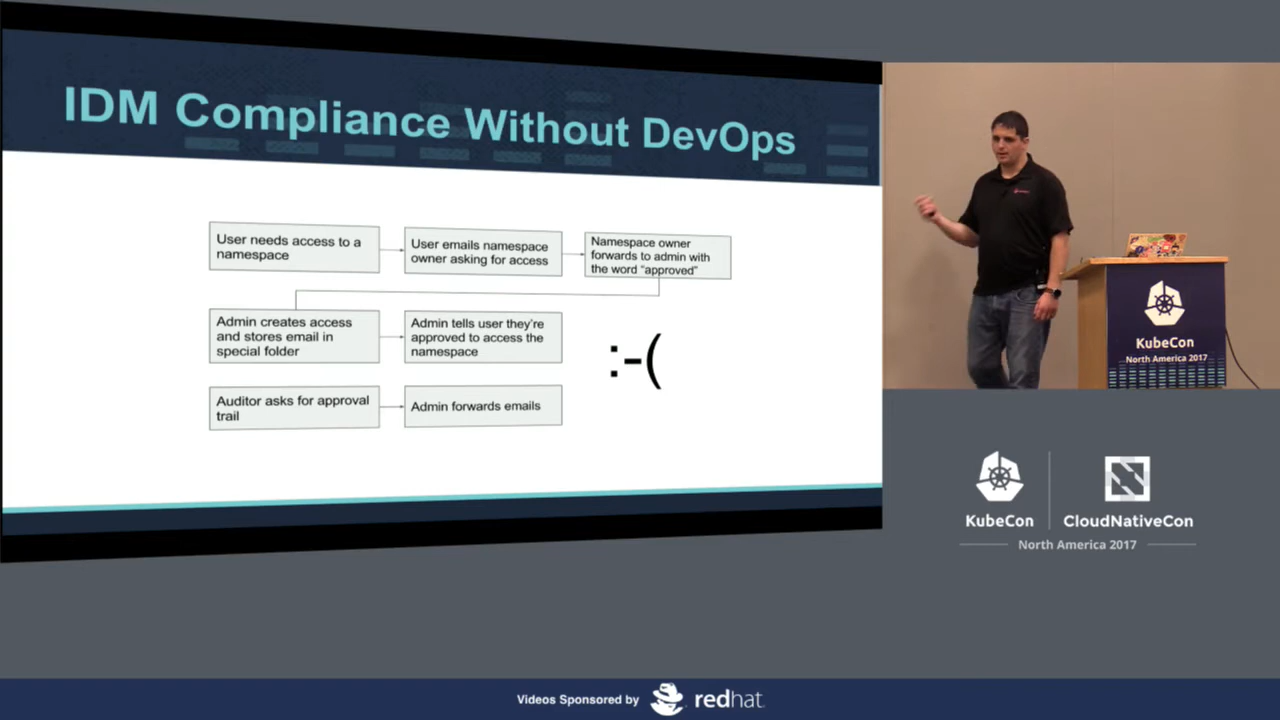 IDM Compliance Without DevOps
User needs access to a
namespace
User emails namespace
owner asking for access
Namespace owner
forwards to admin with
the word “approved”
Admin creates access
and stores email in
special folder
Admin tells user they're
approved to access the
namespace
:-(
Auditor asks for approval
trail
Admin forwards emails
KubeCon
North America 2017
KubeCon
CloudNativeCon
North America 2017
Videos Sponsored by
redhat.